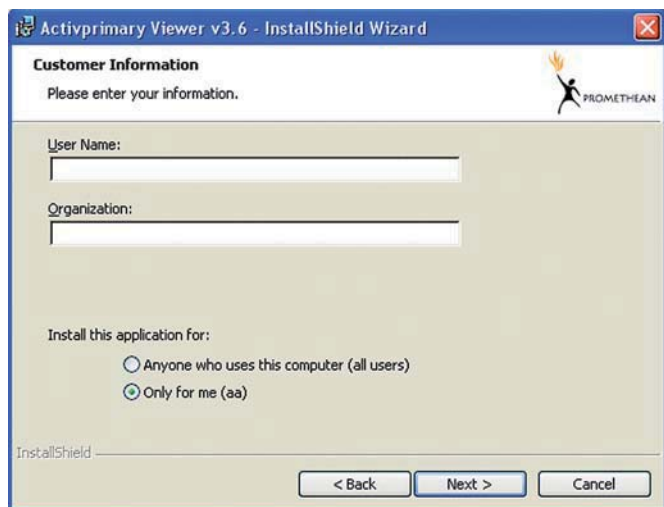 Activprimary Viewer v3.6 - InstallShield Wizard
Customer Information
Please enter your information.
PROMETHEAN
User Name:
Organization:
Install this application for:
Anyone who uses this computer (all users)
Only for me (aa)
InstallShield
< Back Next > Cancel